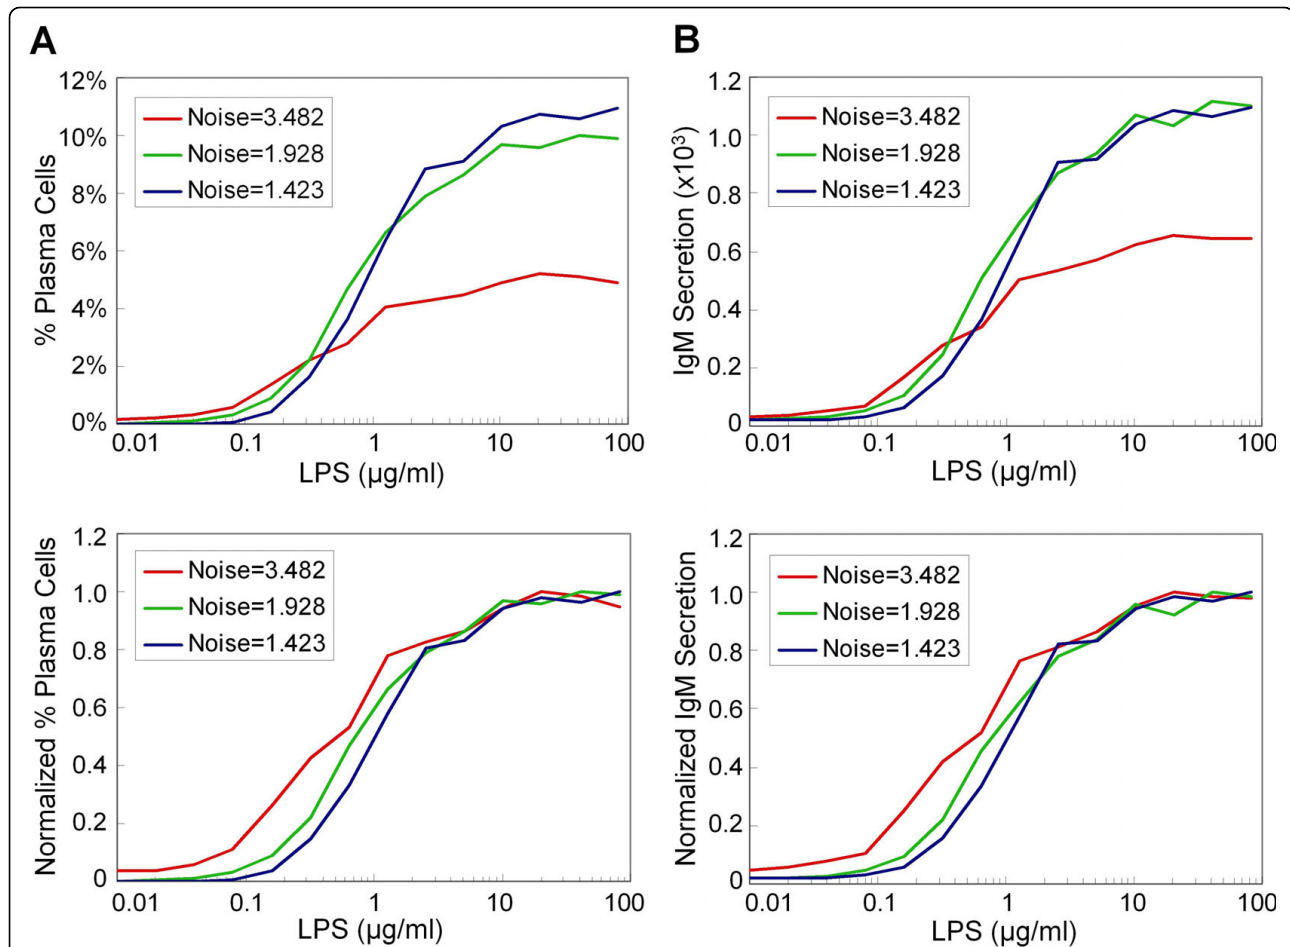 A
12%
10%
8%
6%
4%
2%
0%
% Plasma Cells
Noise=3.482
Noise=1.928
Noise=1.423
0.01 0.1 1 10 100
LPS (µg/ml)
B
1.2
1.0
0.8
0.6
0.4
0.2
0
IgM Secretion (x10³)
Noise=3.482
Noise=1.928
Noise=1.423
0.01 0.1 1 10 100
LPS (µg/ml)
1.2
1.0
0.8
0.6
0.4
0.2
0
Normalized % Plasma Cells
Noise=3.482
Noise=1.928
Noise=1.423
0.01 0.1 1 10 100
LPS (µg/ml)
1.2
1.0
0.8
0.6
0.4
0.2
0
Normalized IgM Secretion
Noise=3.482
Noise=1.928
Noise=1.423
0.01 0.1 1 10 100
LPS (µg/ml)